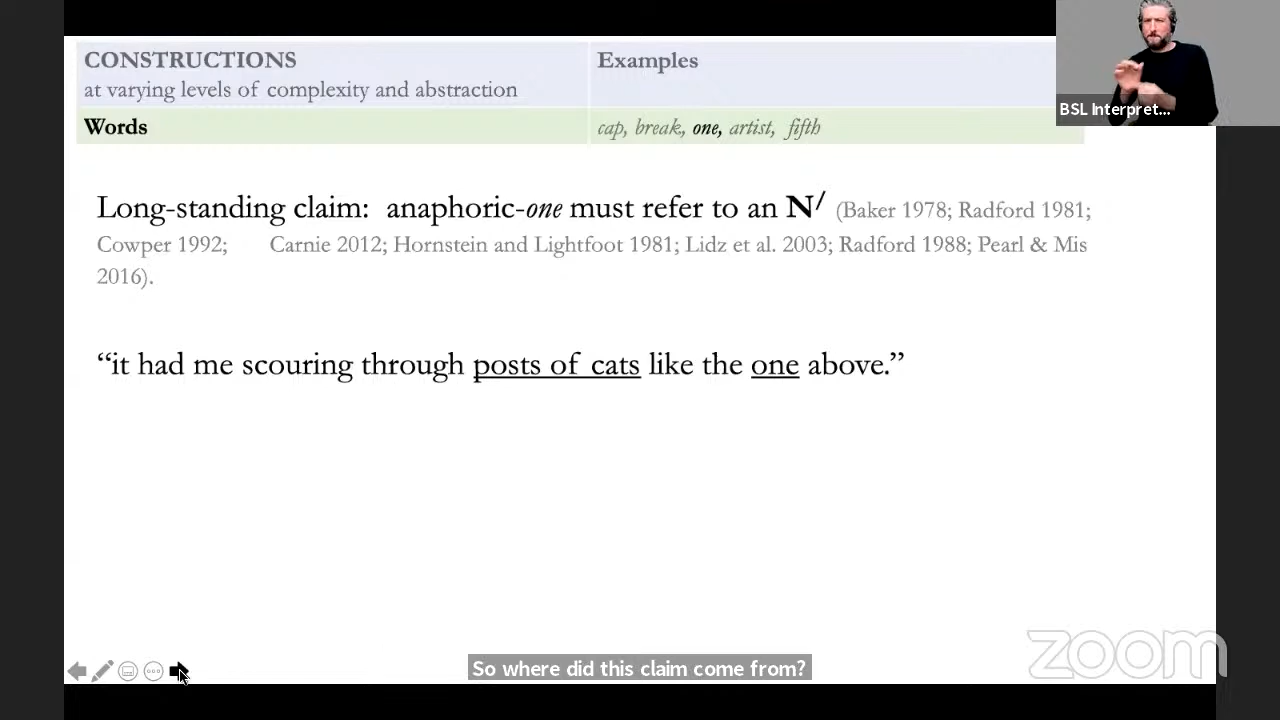 CONSTRUCTIONS
at varying levels of complexity and abstraction
Examples
Words
cap, break, one, artist, fifth
BSL Interpret...
Long-standing claim: anaphoric-one must refer to an N/ (Baker 1978; Radford 1981;
Cowper 1992; Carnie 2012; Hornstein and Lightfoot 1981; Lidz et al. 2003; Radford 1988; Pearl & Mis
2016).
“it had me scouring through posts of cats like the one above.”
So where did this claim come from?
zoom